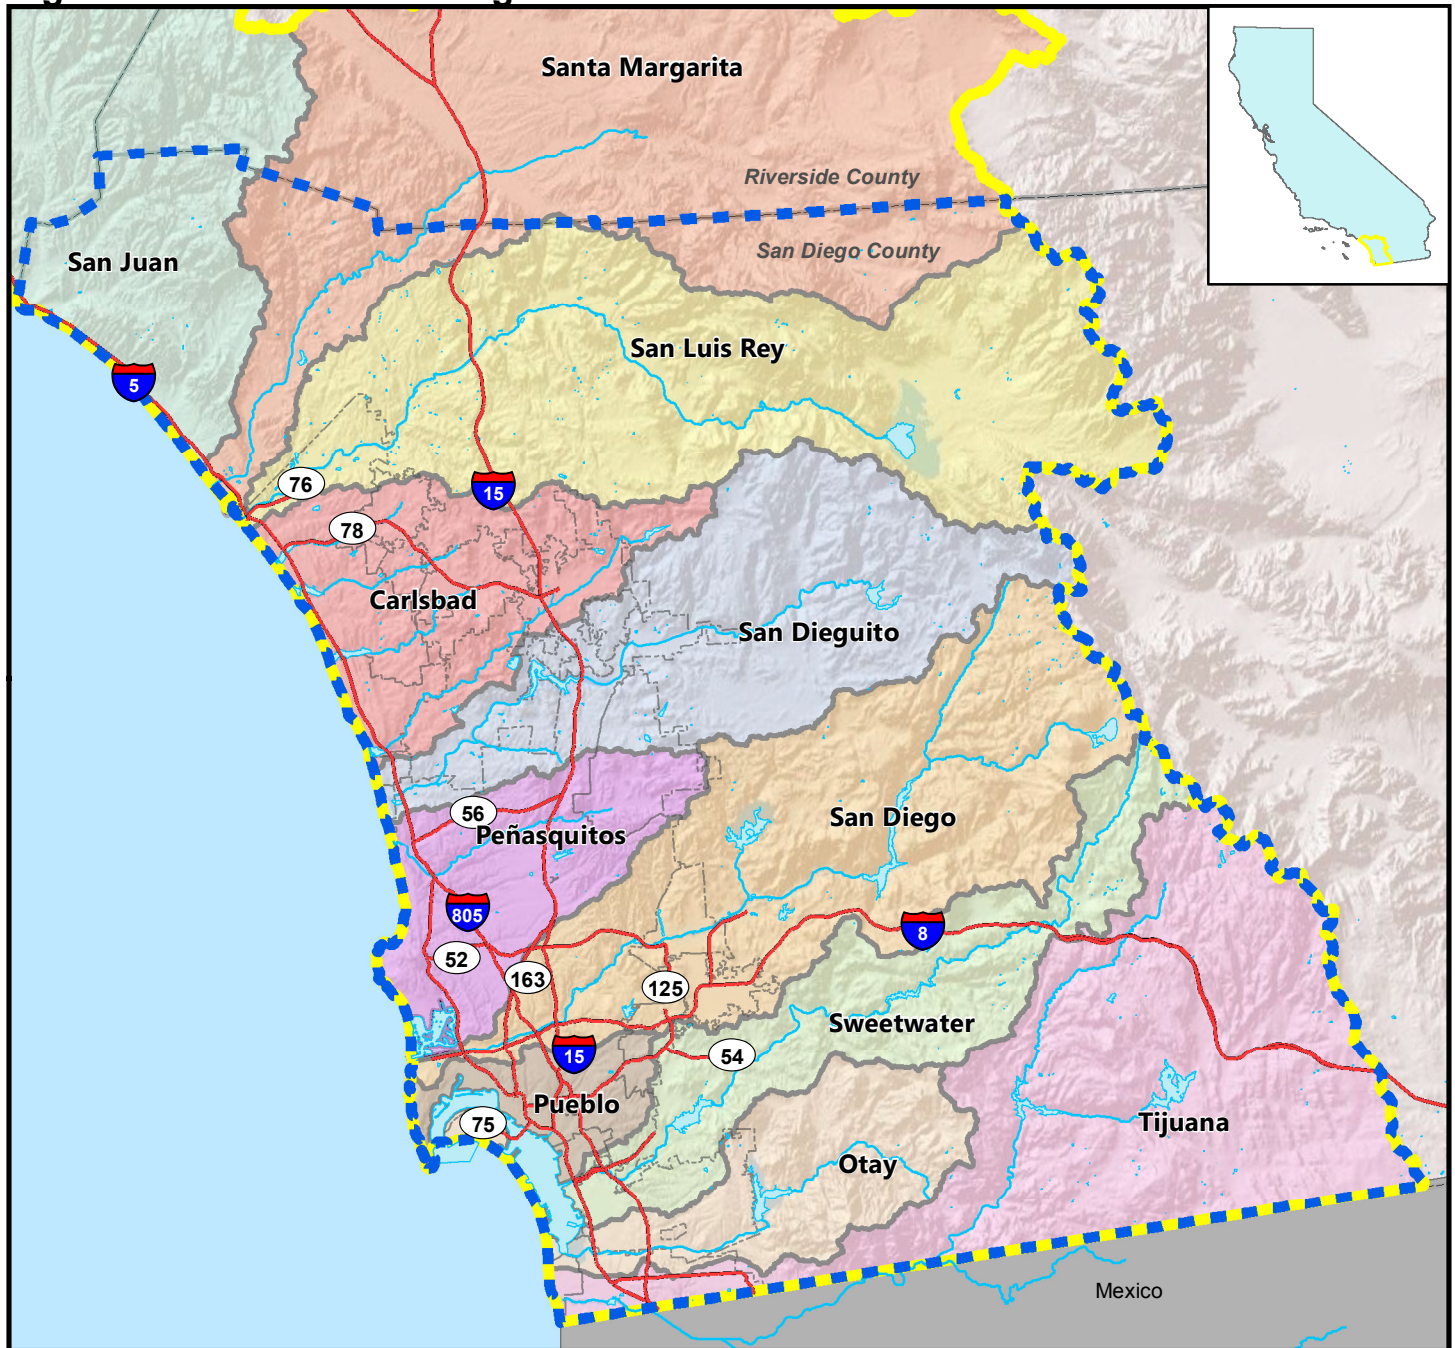 Santa Margarita
Riverside County
San Diego County
San Juan
San Luis Rey
5
76
15
78
Carlsbad
San Dieguito
56
Peñasquitos
San Diego
805
8
52
163
125
Sweetwater
15
54
Pueblo
75
Tijuana
Otay
Mexico